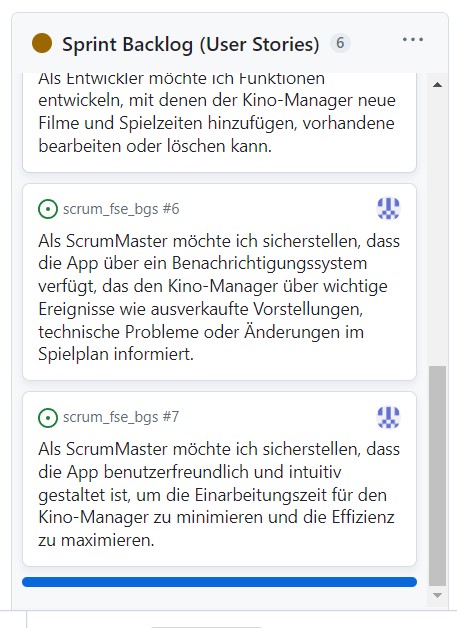 Sprint Backlog (User Stories) 6 ...
Als Entwickler möchte ich Funktionen
entwickeln, mit denen der Kino-Manager neue
Filme und Spielzeiten hinzufügen, vorhandene
bearbeiten oder löschen kann.
scrum_fse_bgs #6
Als ScrumMaster möchte ich sicherstellen, dass
die App über ein Benachrichtigungssystem
verfügt, das den Kino-Manager über wichtige
Ereignisse wie ausverkaufte Vorstellungen,
technische Probleme oder Änderungen im
Spielplan informiert.
scrum_fse_bgs #7
Als ScrumMaster möchte ich sicherstellen, dass
die App benutzerfreundlich und intuitiv
gestaltet ist, um die Einarbeitungszeit für den
Kino-Manager zu minimieren und die Effizienz
zu maximieren.